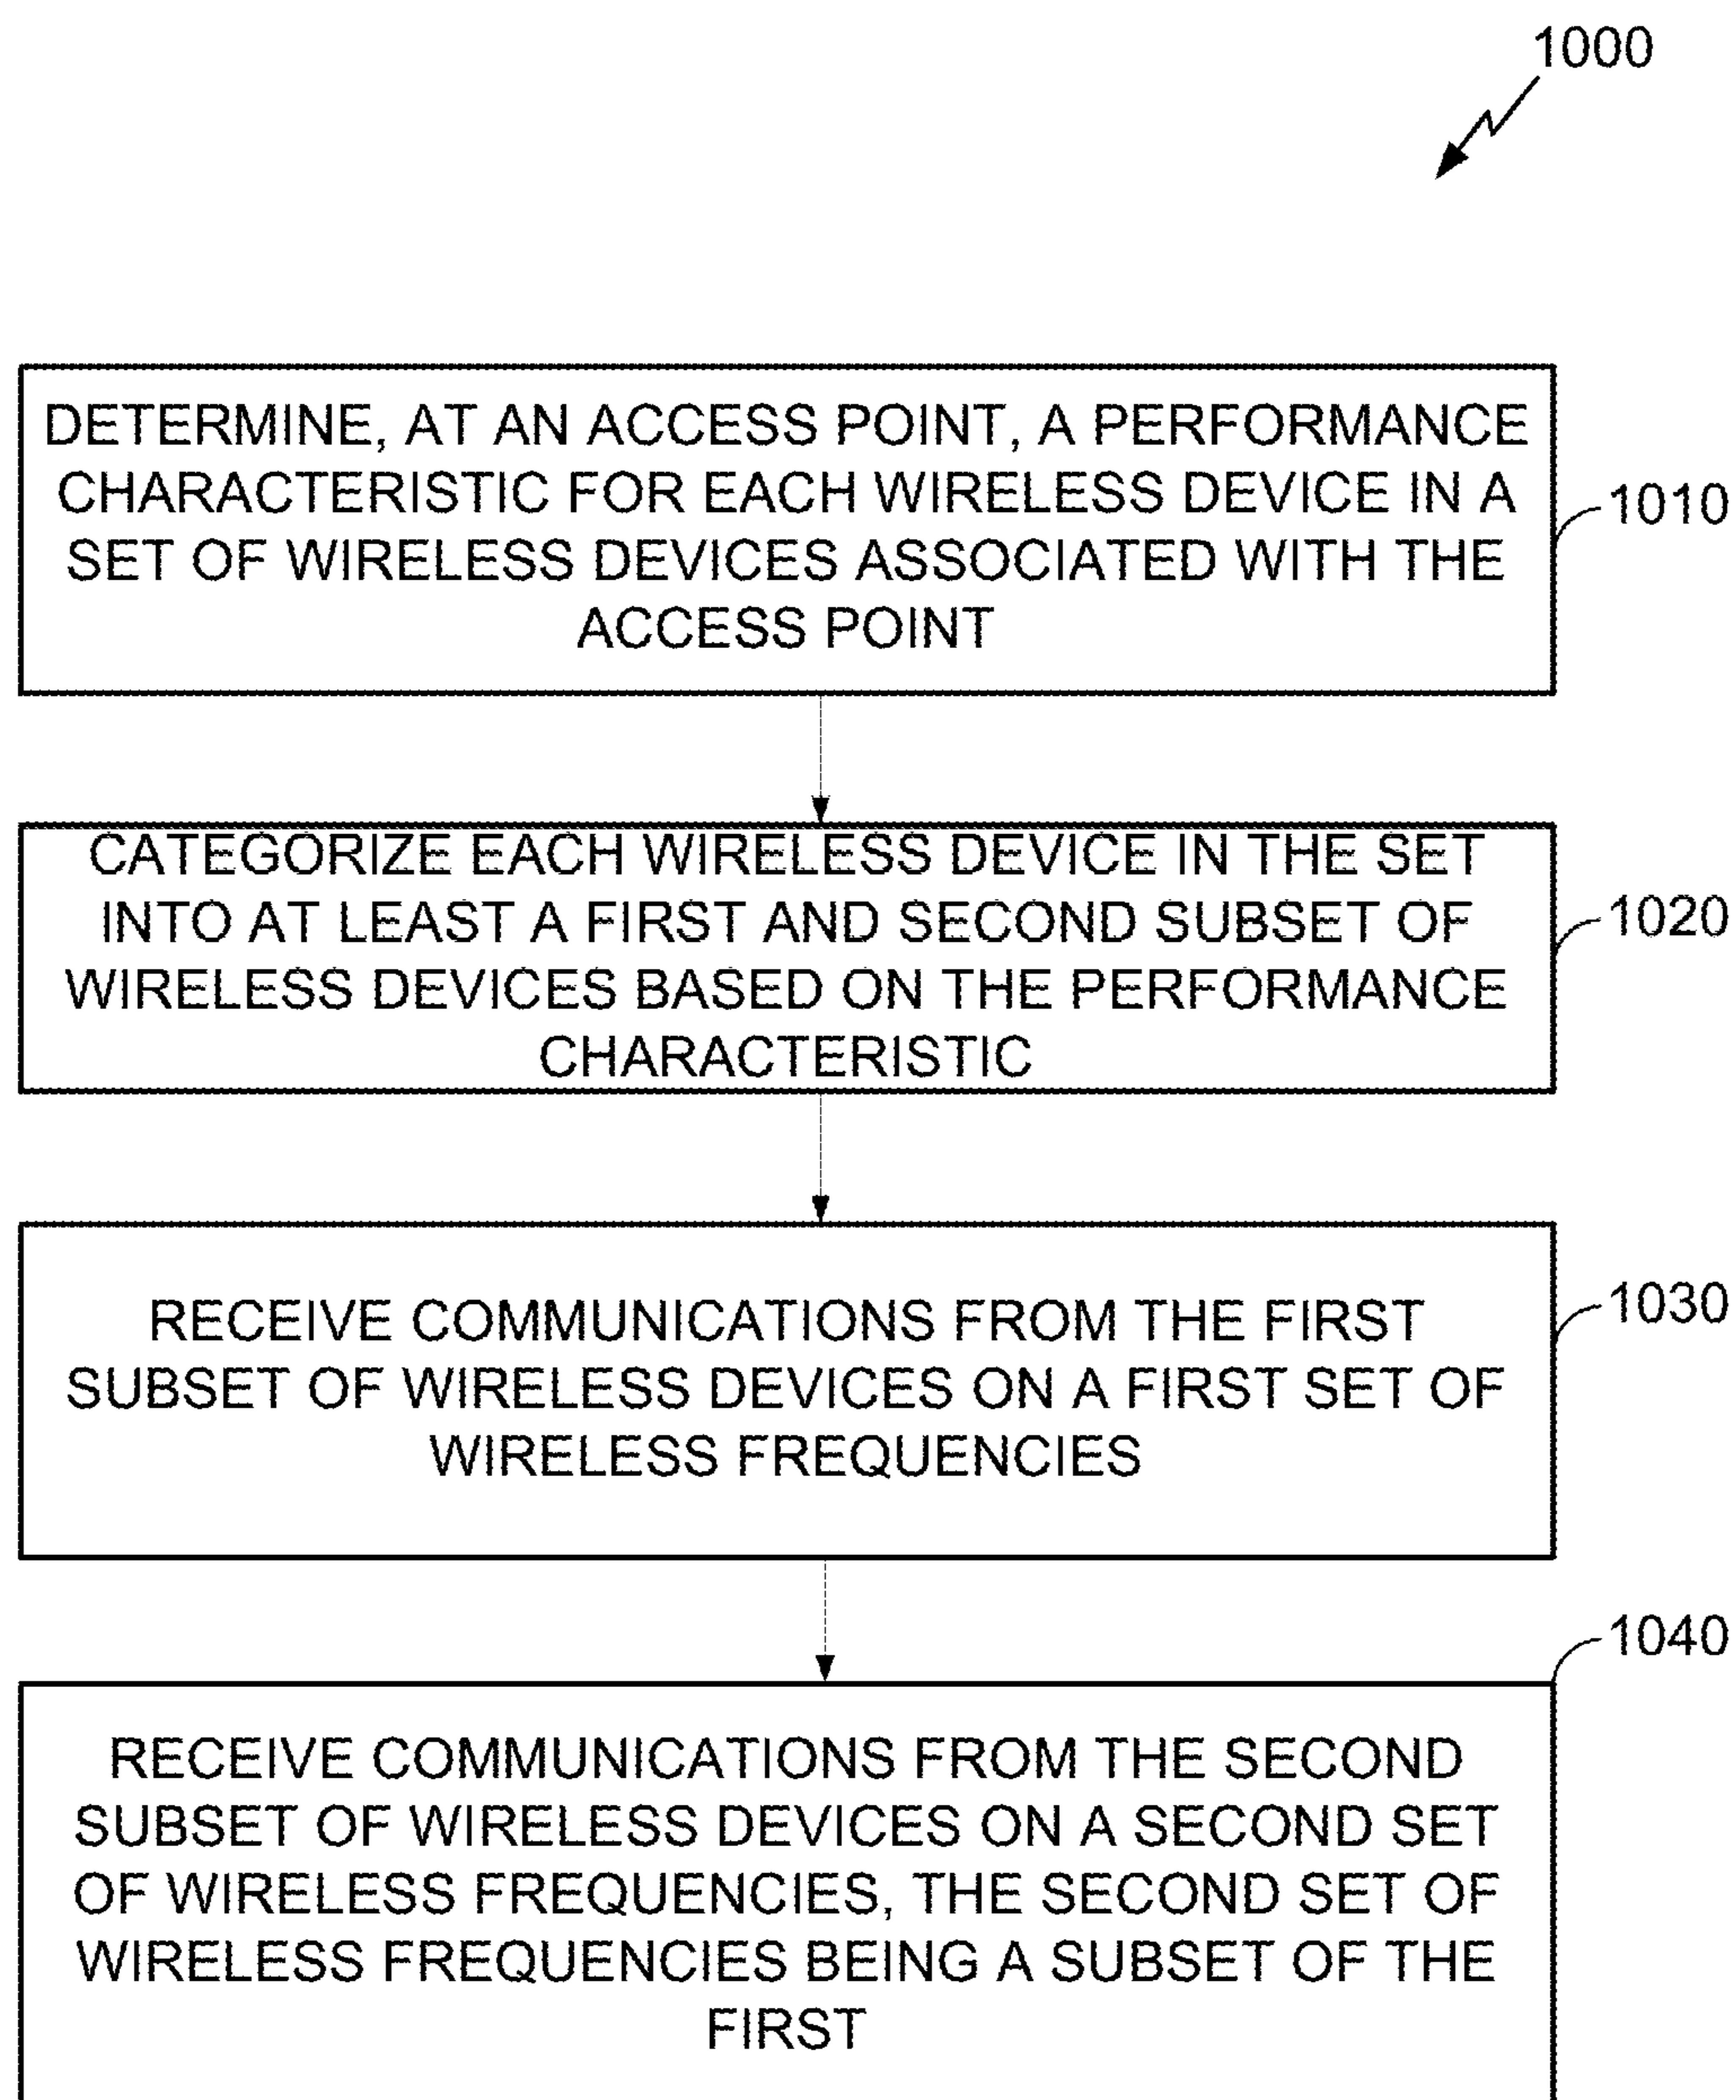 1000
DETERMINE, AT AN ACCESS POINT, A PERFORMANCE
CHARACTERISTIC FOR EACH WIRELESS DEVICE IN A
SET OF WIRELESS DEVICES ASSOCIATED WITH THE
ACCESS POINT
1010
CATEGORIZE EACH WIRELESS DEVICE IN THE SET
INTO AT LEAST A FIRST AND SECOND SUBSET OF
WIRELESS DEVICES BASED ON THE PERFORMANCE
CHARACTERISTIC
1020
RECEIVE COMMUNICATIONS FROM THE FIRST
SUBSET OF WIRELESS DEVICES ON A FIRST SET OF
WIRELESS FREQUENCIES
1030
RECEIVE COMMUNICATIONS FROM THE SECOND
SUBSET OF WIRELESS DEVICES ON A SECOND SET
OF WIRELESS FREQUENCIES, THE SECOND SET OF
WIRELESS FREQUENCIES BEING A SUBSET OF THE
FIRST
1040